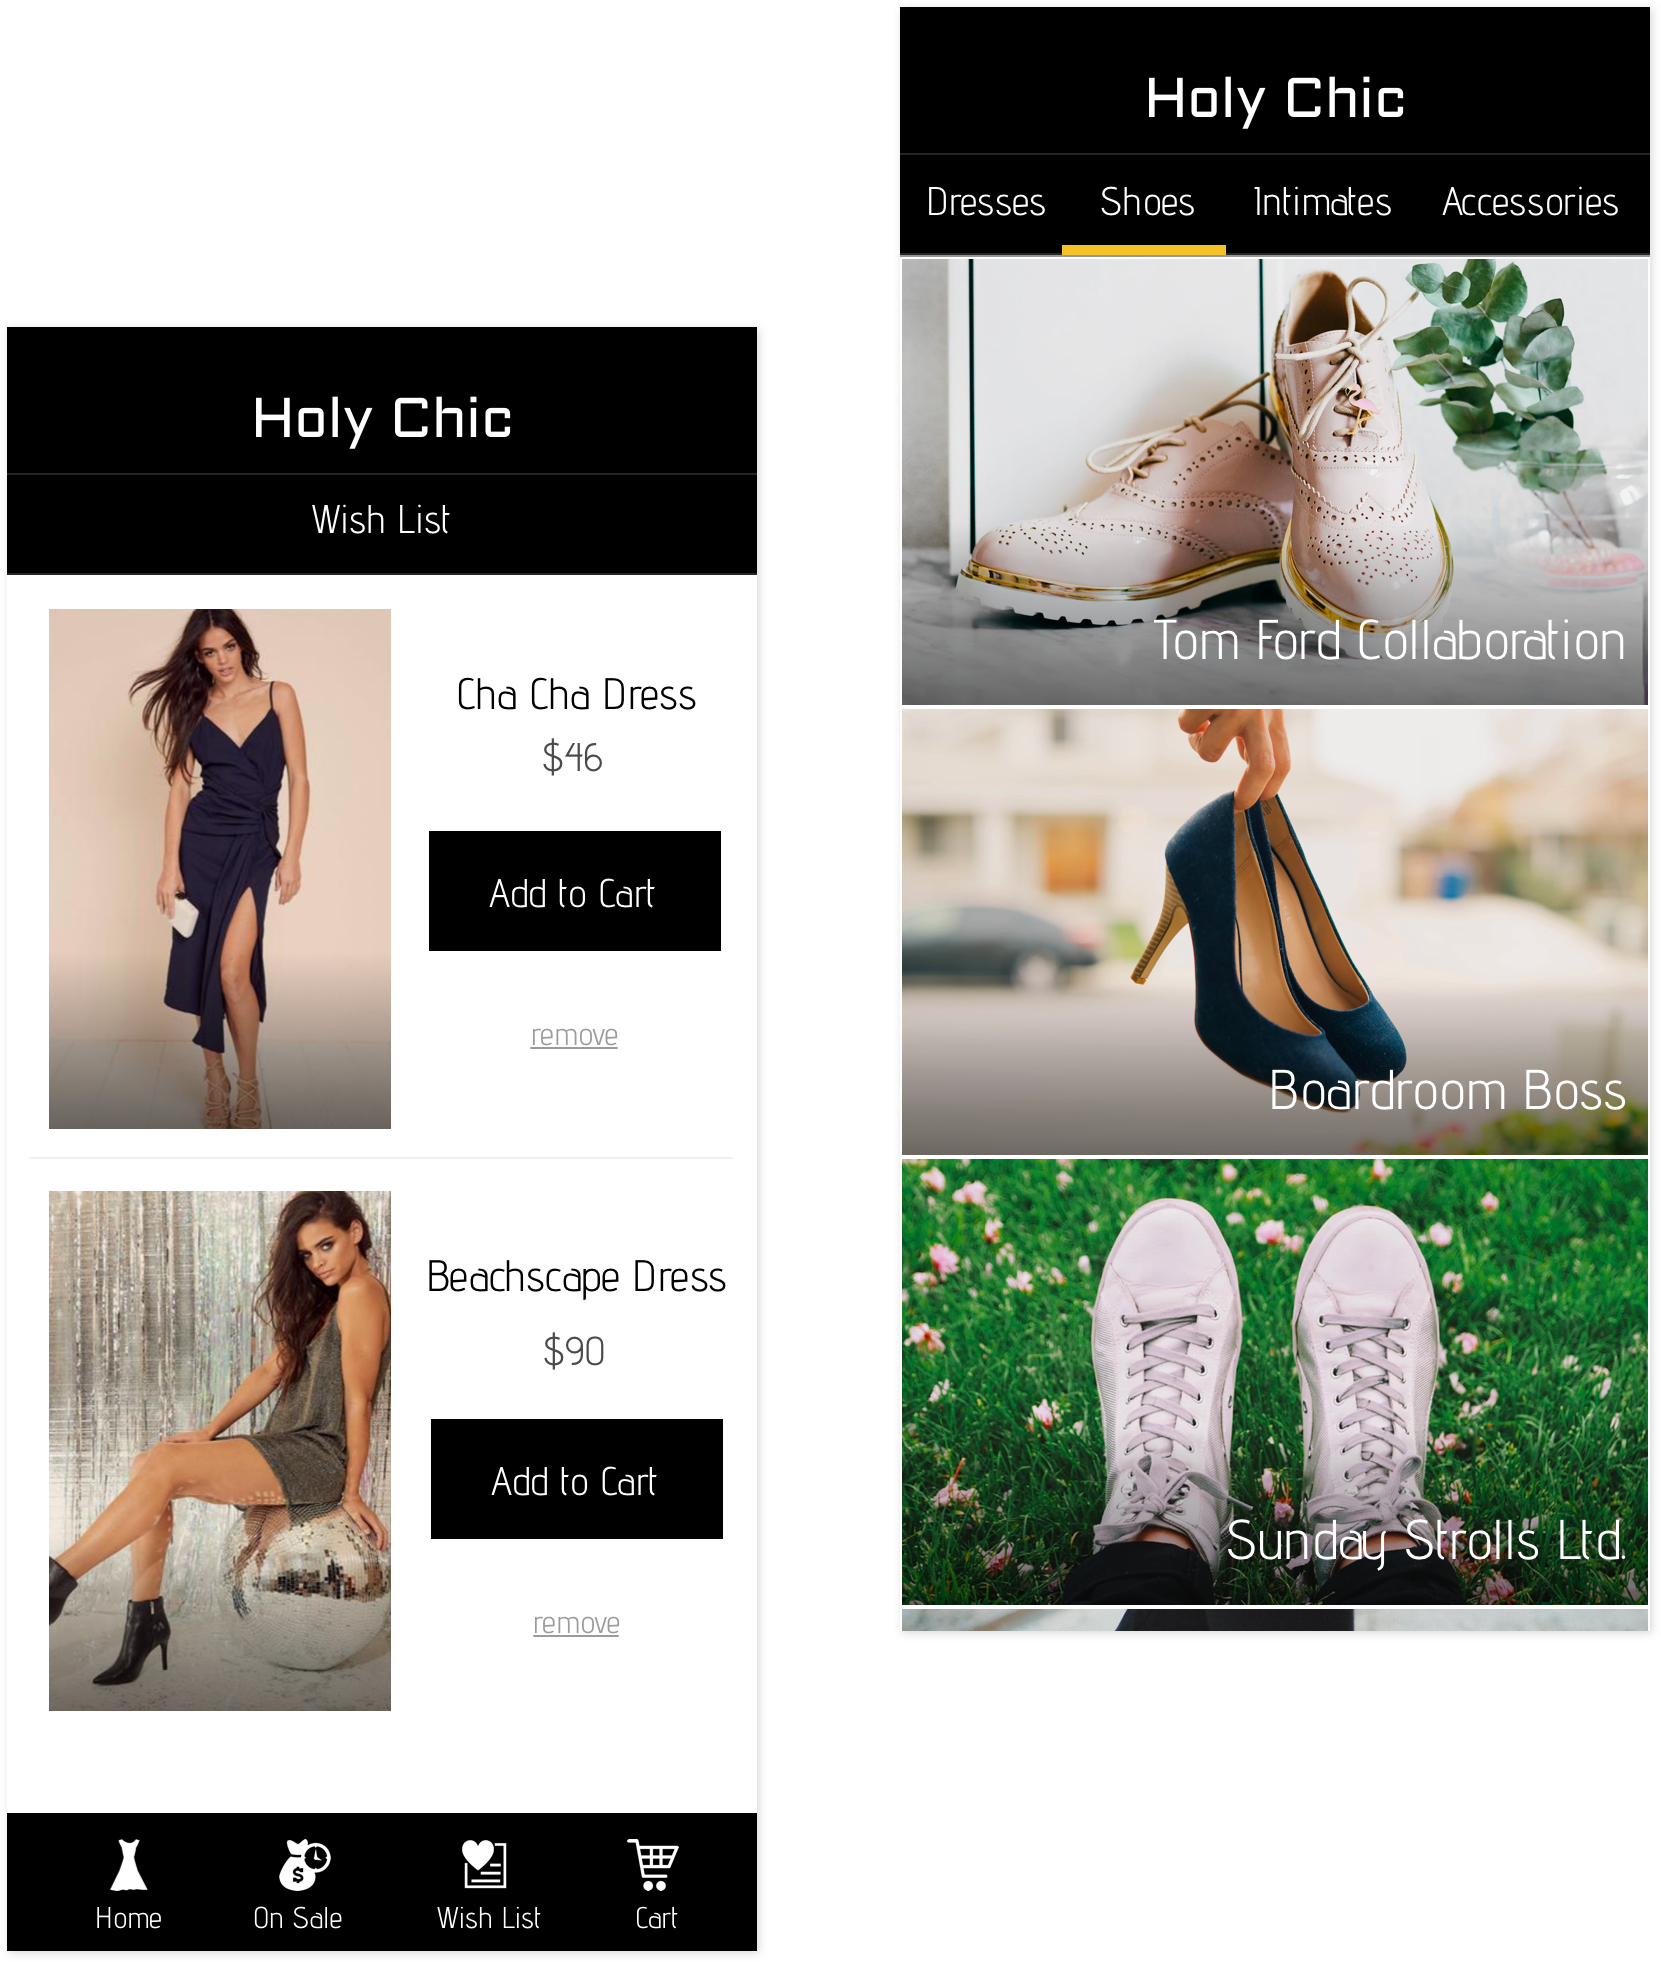 Holy Chic
Wish List
Cha Cha Dress
$46
Add to Cart
remove
Beachscape Dress
$90
Add to Cart
remove
Home On Sale Wish List Cart
Holy Chic
Dresses Shoes Intimates Accessories
Tom Ford Collaboration
Boardroom Boss
Sunday Strolls Ltd.